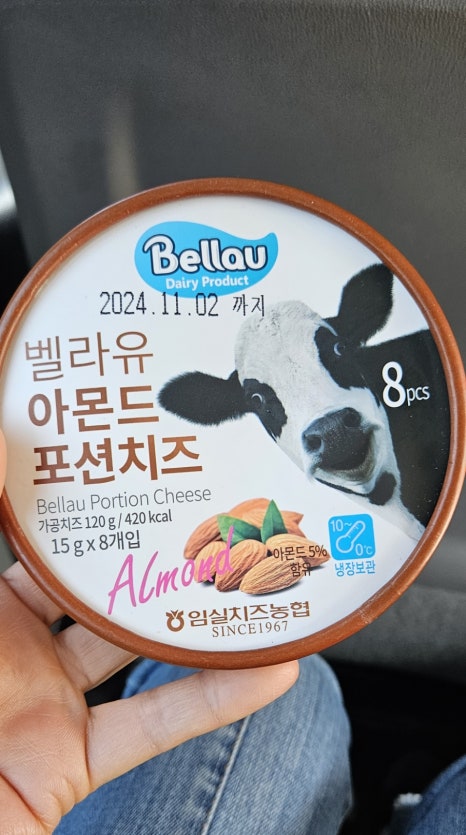 Bellau
Dairy Product
2024.11.02 까지
벨라유
아몬드
포션치즈
8pcs
Bellau Portion Cheese
가공치즈 120 g / 420 kcal
15 g x 8개입
Almond
아몬드 5%
함유
10~
0℃
냉장보관
임실치즈농협
SINCE1967